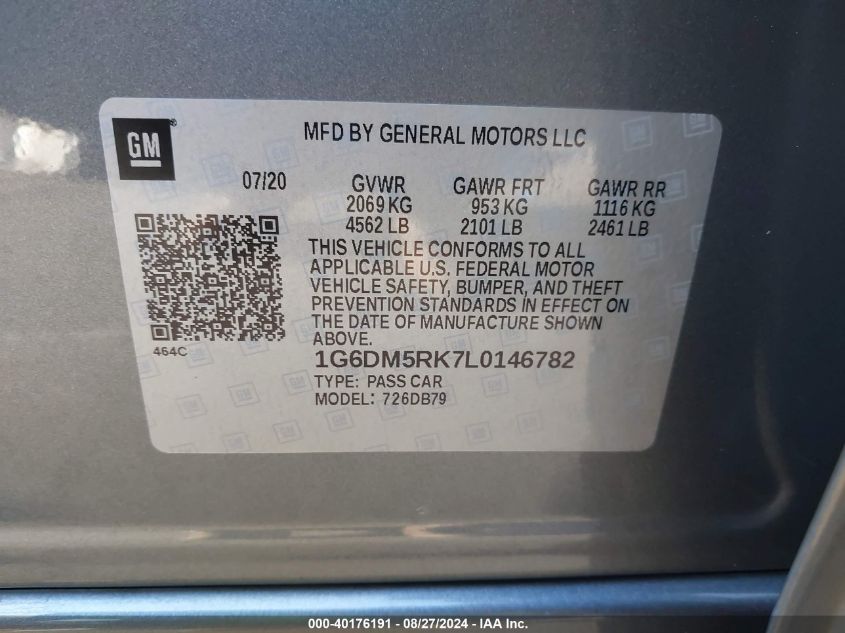 GM
MFD BY GENERAL MOTORS LLC
07/20 GVWR GAWR FRT GAWR RR
2069 KG 953 KG 1116 KG
4562 LB 2101 LB 2461 LB
THIS VEHICLE CONFORMS TO ALL
APPLICABLE U.S. FEDERAL MOTOR
VEHICLE SAFETY, BUMPER, AND THEFT
PREVENTION STANDARDS IN EFFECT ON
THE DATE OF MANUFACTURE SHOWN
ABOVE.
464C
1G6DM5RK7L0146782
TYPE: PASS CAR
MODEL: 726DB79
000-40176191 - 08/27/2024 - IAA Inc.